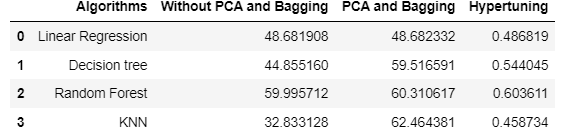 Algorithms Without PCA and Bagging PCA and Bagging Hypertuning
0 Linear Regression 48.681908 48.682332 0.486819
1 Decision tree 44.855160 59.516591 0.544045
2 Random Forest 59.995712 60.310617 0.603611
3 KNN 32.833128 62.464381 0.458734